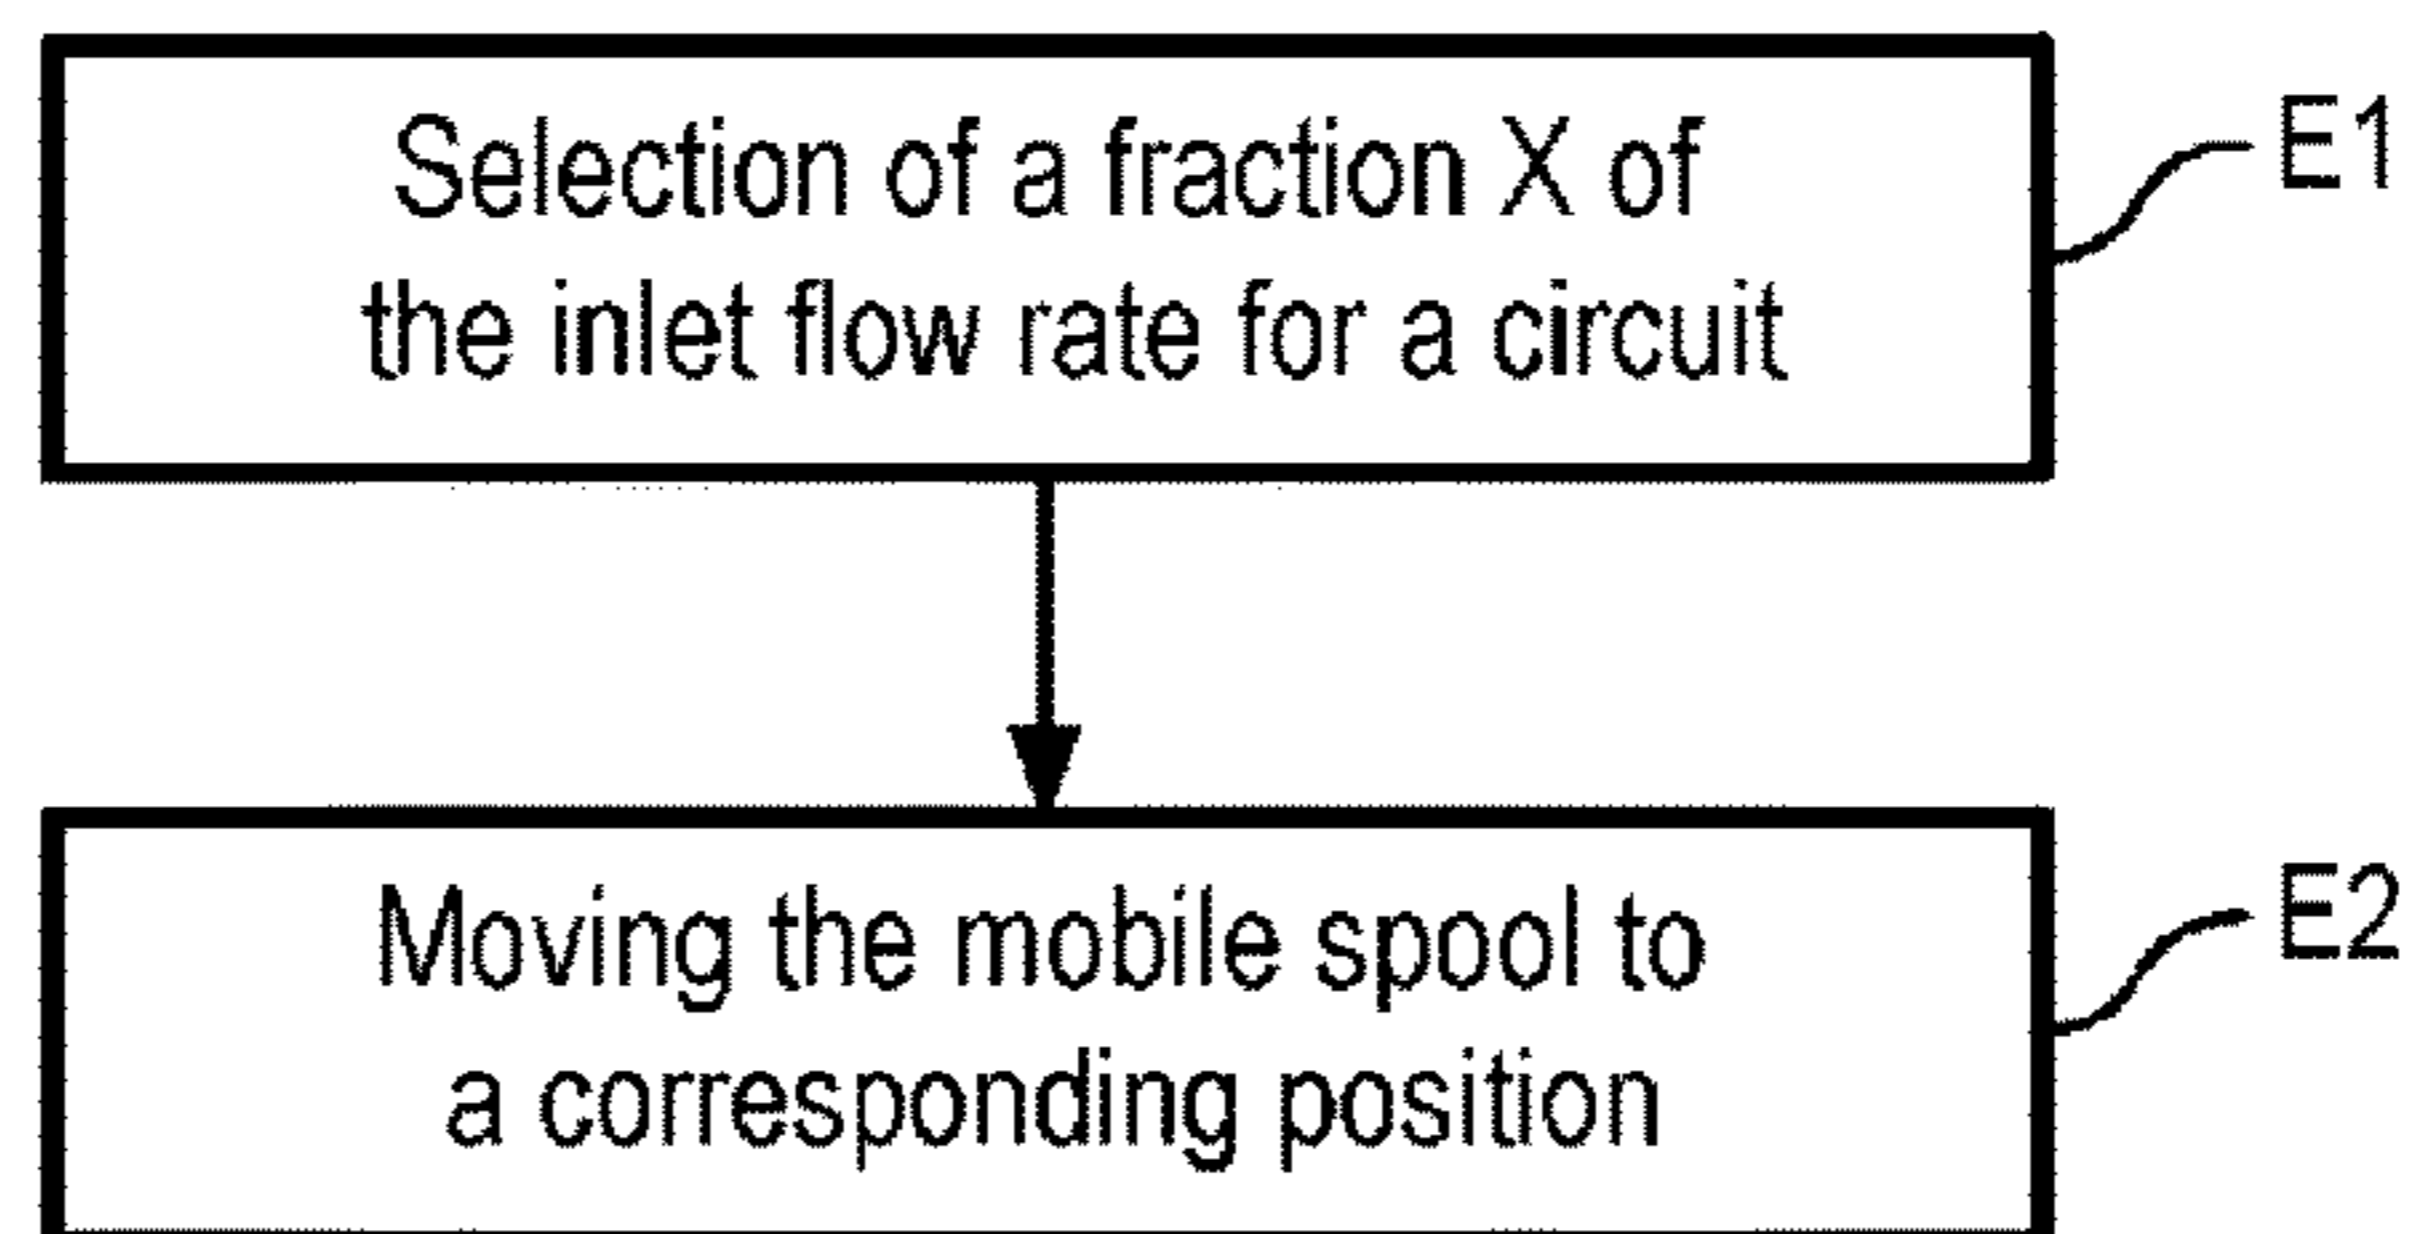 Selection of a fraction X of
the inlet flow rate for a circuit
E1
Moving the mobile spool to
a corresponding position
E2